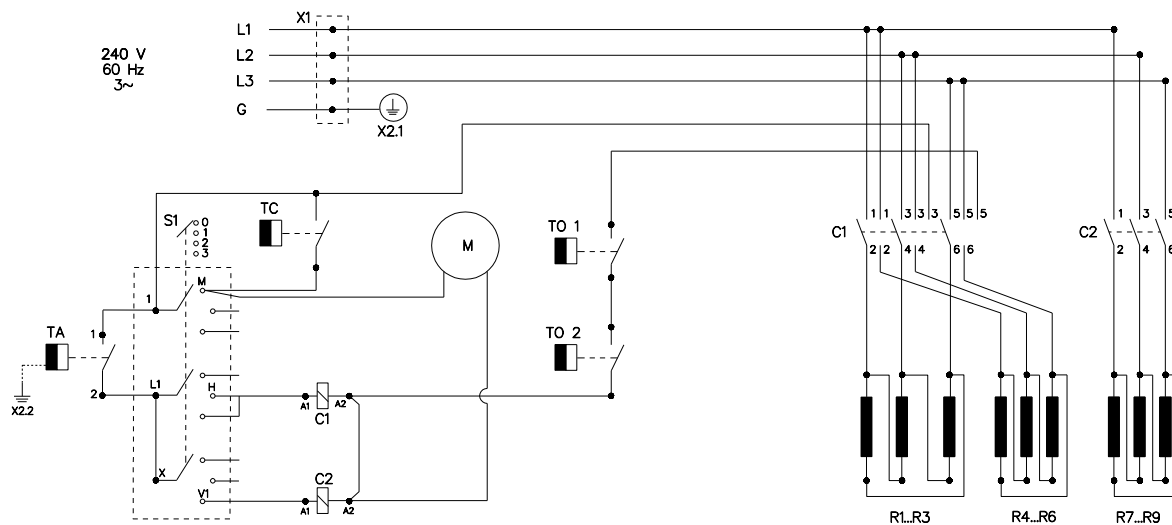 X1
L1
L2
L3
G
240 V
60 Hz
3~
X2.1
S1
0
1
2
3
TC
M
TO 1
TO 2
C1
1 1 3 3 3 5 5 5
2 2 4 4 6 6
C2
1 3 5
2 4 6
1
M
TA
1
2
L1
H
A1
A2
C1
X2.2
X
V1
C2
A1
A2
R1...R3
R4...R6
R7...R9